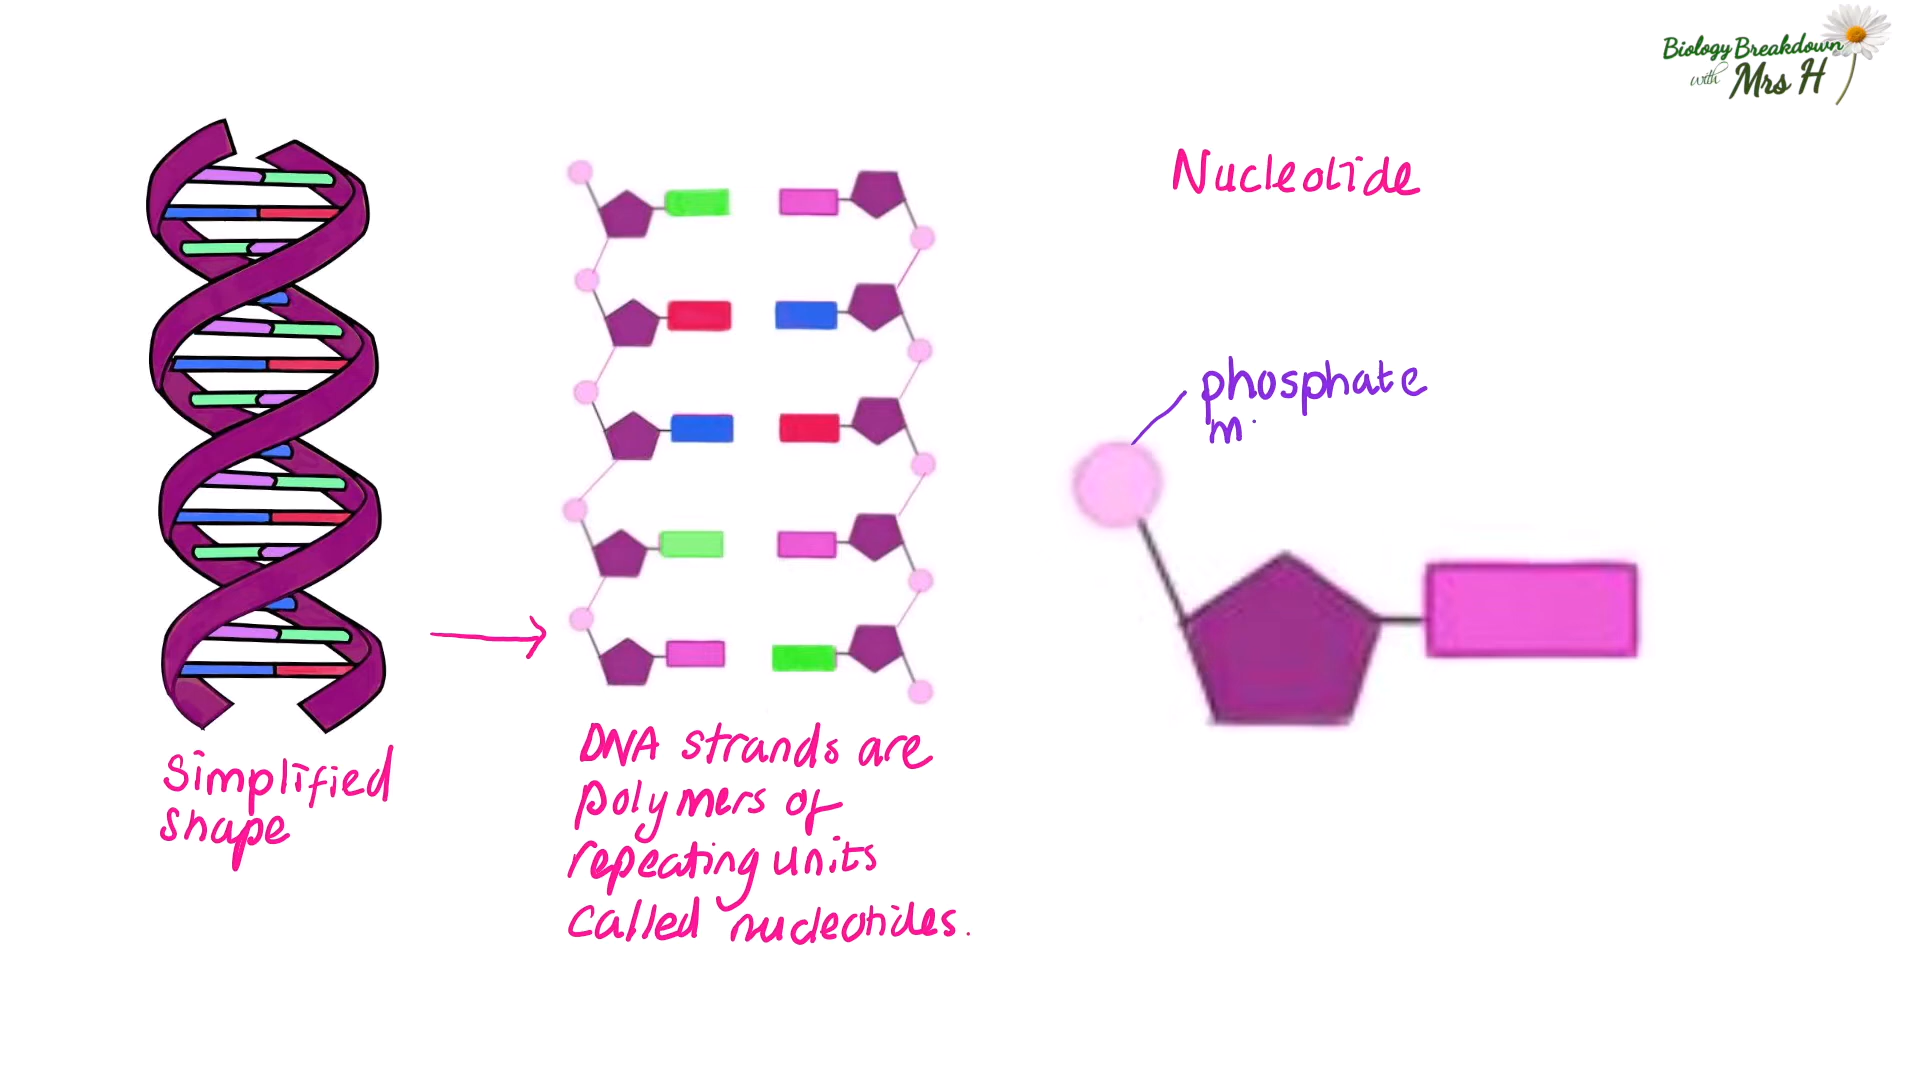 Biology Breakdown
with Mrs H
Nucleotide
phosphate
m
Simplified
shape
DNA strands are
polymers of
repeating units
called nucleotides.